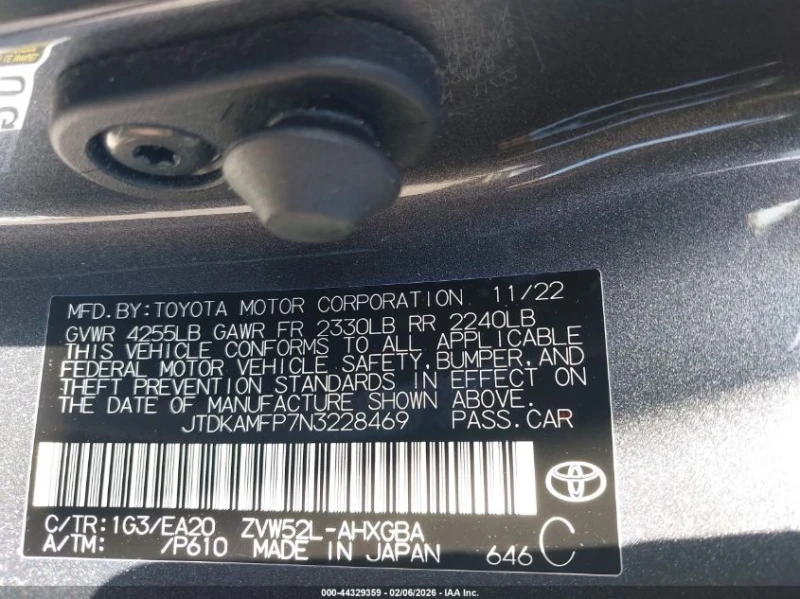 MFD.BY:TOYOTA MOTOR CORPORATION 11/22
GVWR 4255LB GAWR FR 2330LB RR 2240LB
THIS VEHICLE CONFORMS TO ALL APPLICABLE
FEDERAL MOTOR VEHICLE SAFETY, BUMPER, AND
THEFT PREVENTION STANDARDS IN EFFECT ON
THE DATE OF MANUFACTURE SHOWN ABOVE.
JTDKAMFP7N3228469 PASS.CAR
C/TR:1G3/EA20 ZVW52L-AHXGBA
A/TM: /P610 MADE IN JAPAN 646 C
000-44329359 - 02/06/2026 - IAA Inc.